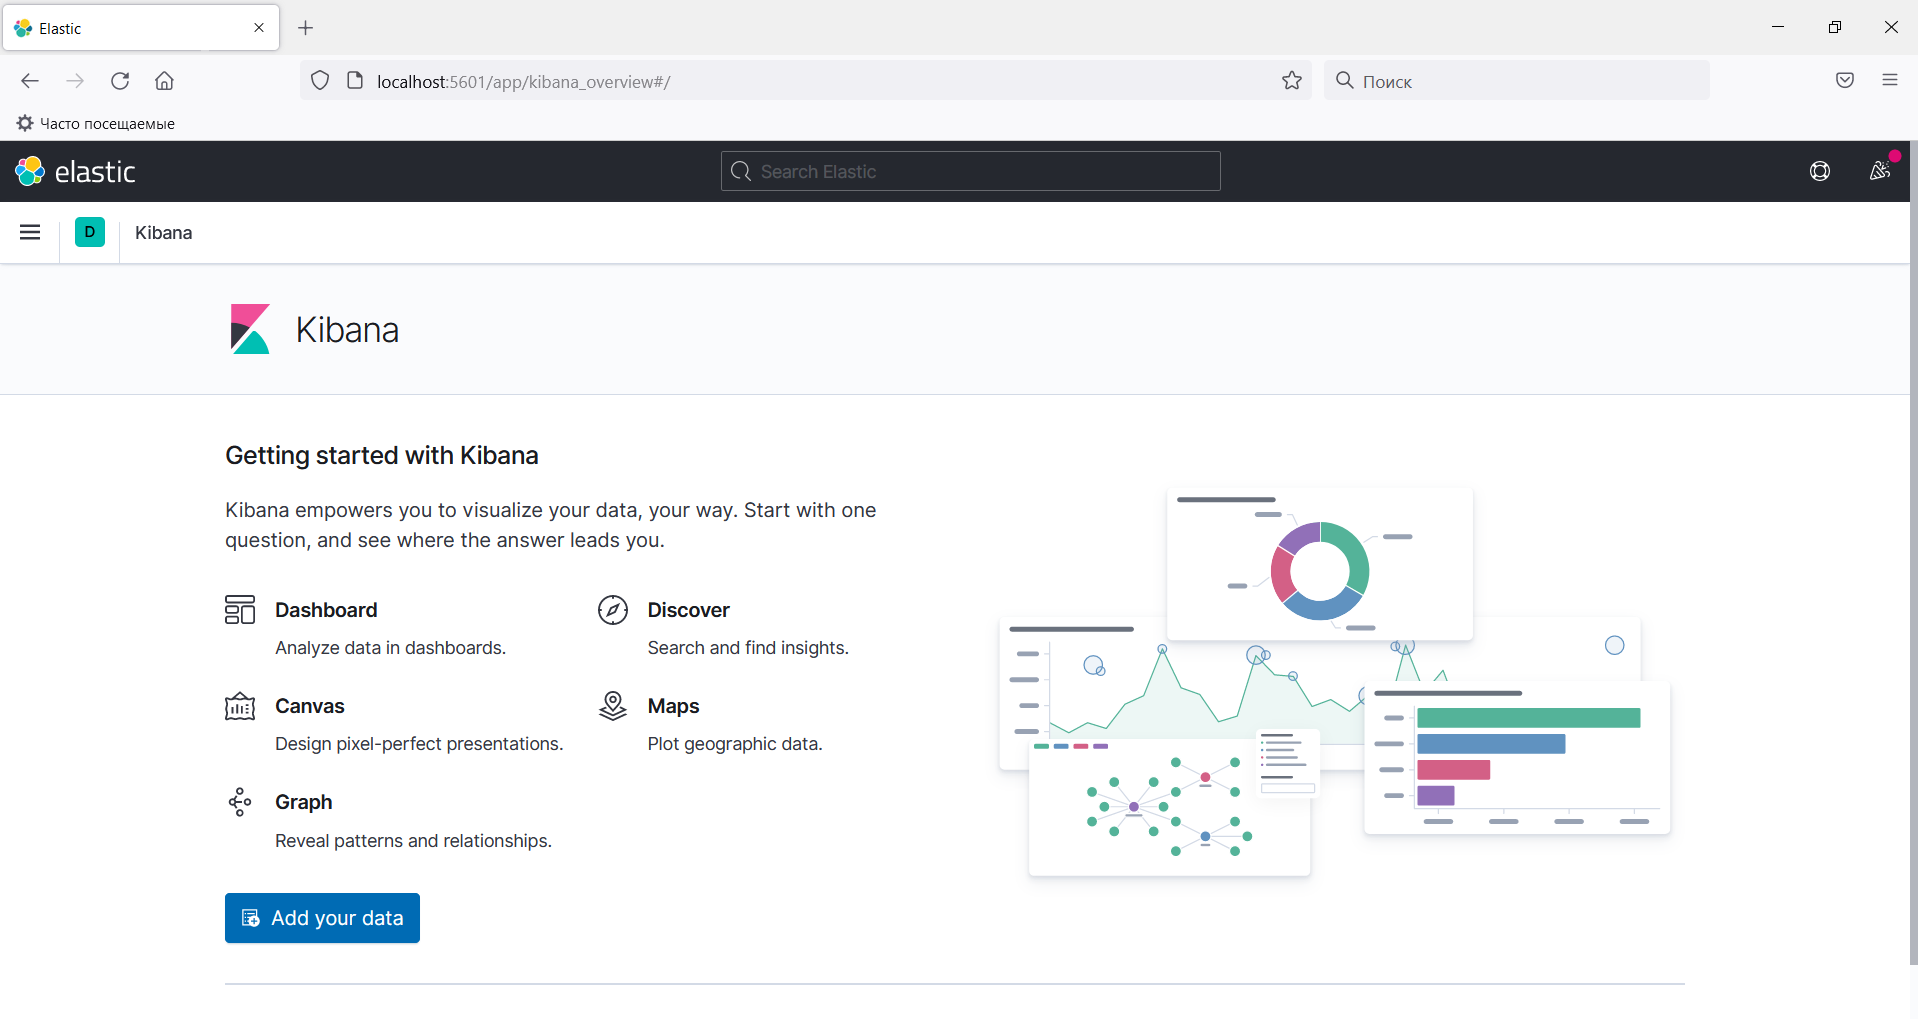 Elastic
localhost:5601/app/kibana_overview#/
Поиск
Часто посещаемые
elastic
Search Elastic
D
Kibana
Kibana
Getting started with Kibana
Kibana empowers you to visualize your data, your way. Start with one
question, and see where the answer leads you.
Dashboard
Analyze data in dashboards.
Discover
Search and find insights.
Canvas
Design pixel-perfect presentations.
Maps
Plot geographic data.
Graph
Reveal patterns and relationships.
Add your data